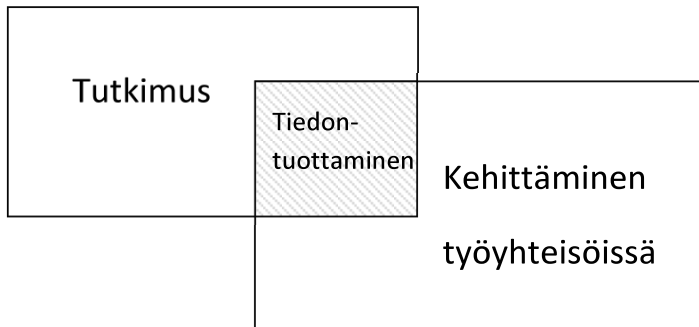 Tutkimus
Tiedon-
tuottaminen
Kehittäminen
työyhteisöissä